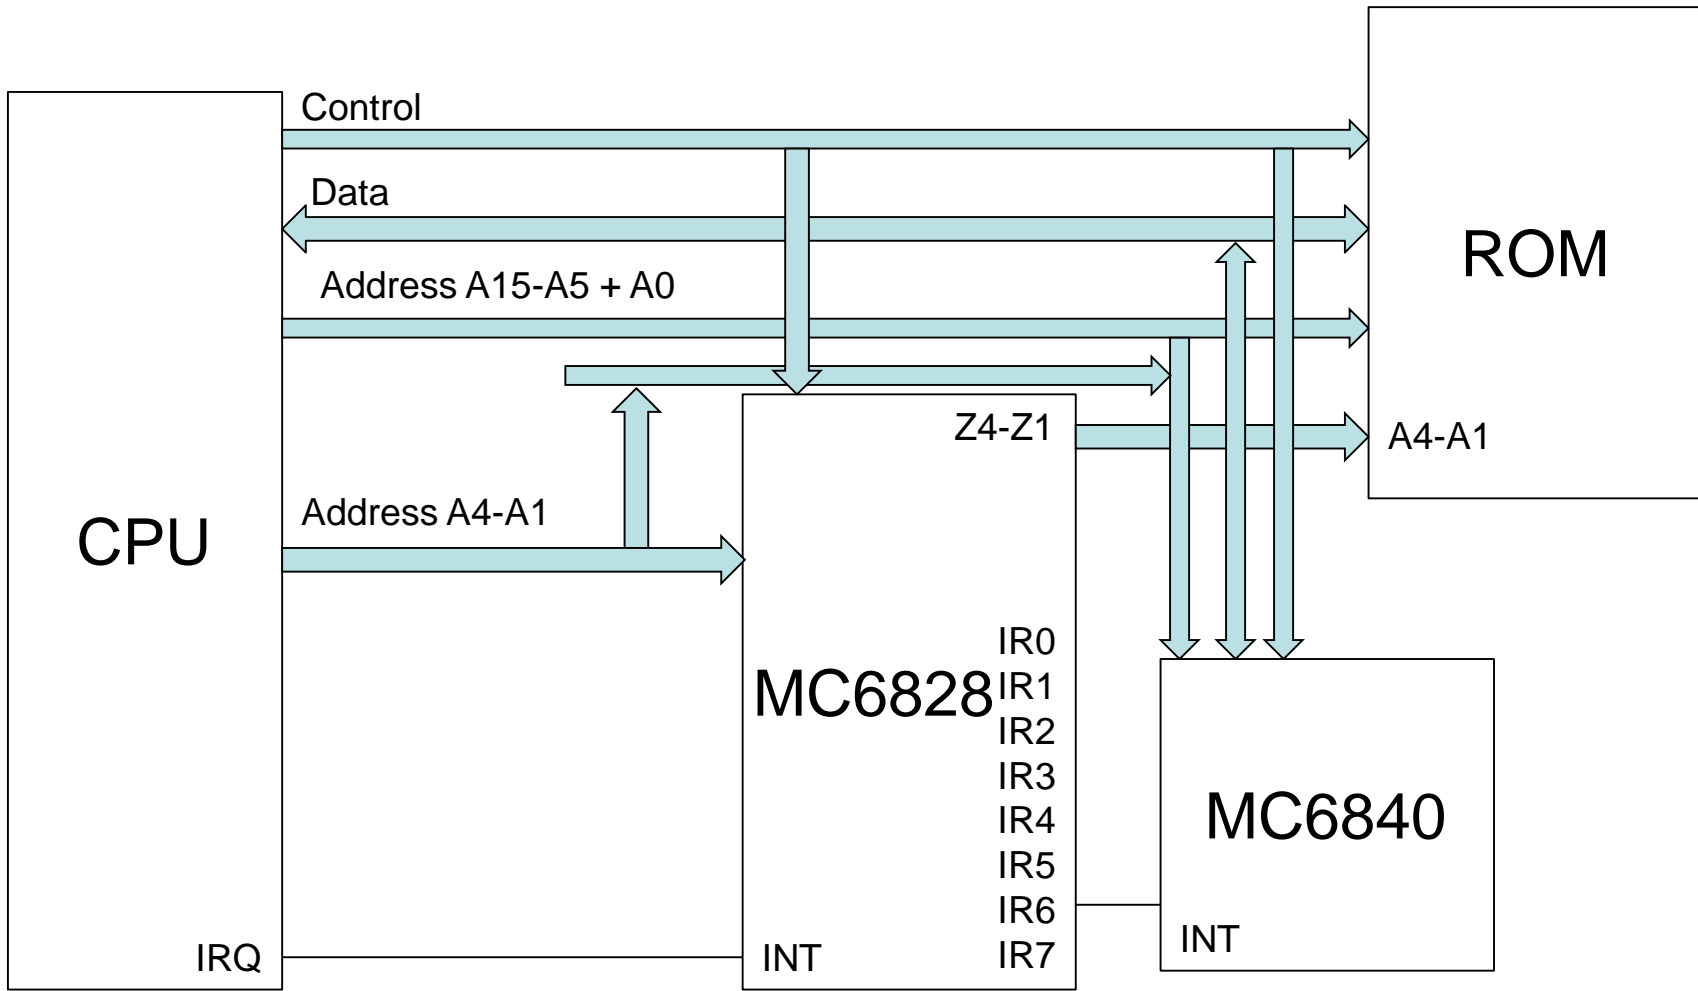 Control
Data
ROM
Address A15-A5 + A0
Z4-Z1
A4-A1
Address A4-A1
CPU
IR0
MC6828
IR1
IR2
IR3
IR4
MC6840
IR5
IR6
INT
IRQ
INT
IR7